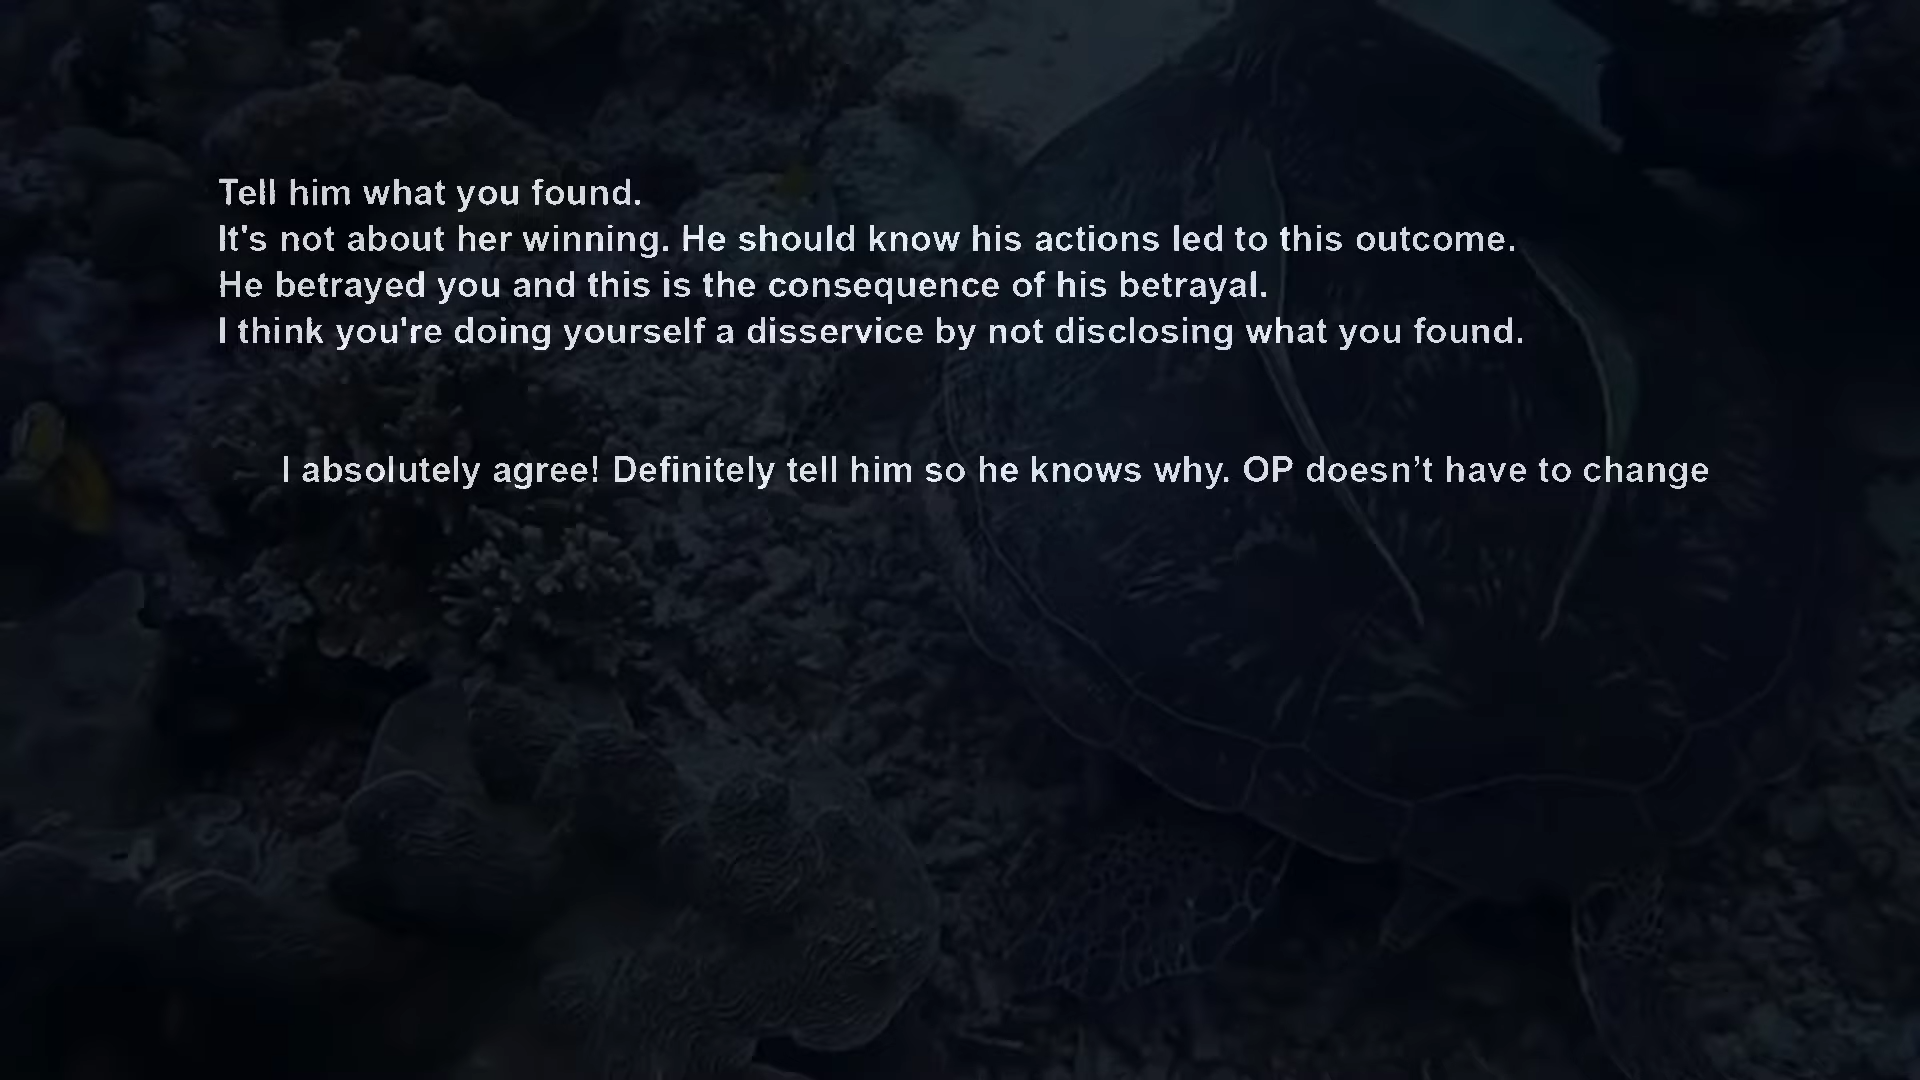 Tell him what you found.
It's not about her winning. He should know his actions led to this outcome.
He betrayed you and this is the consequence of his betrayal.
I think you're doing yourself a disservice by not disclosing what you found.
I absolutely agree! Definitely tell him so he knows why. OP doesn’t have to change